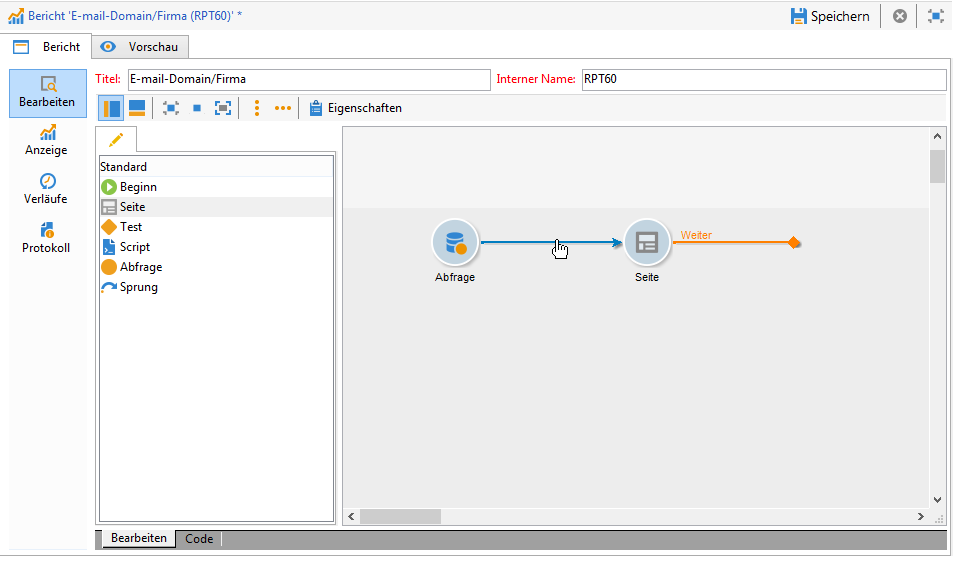 Bericht 'E-mail-Domain/Firma (RPT60)' *
Speichern
Bericht
Vorschau
Bearbeiten
Anzeige
Verläufe
Protokoll
Titel: E-mail-Domain/Firma Interner Name: RPT60
Eigenschaften
Standard
Beginn
Seite
Test
Script
Abfrage
Sprung
Weiter
Abfrage
Seite
Bearbeiten
Code